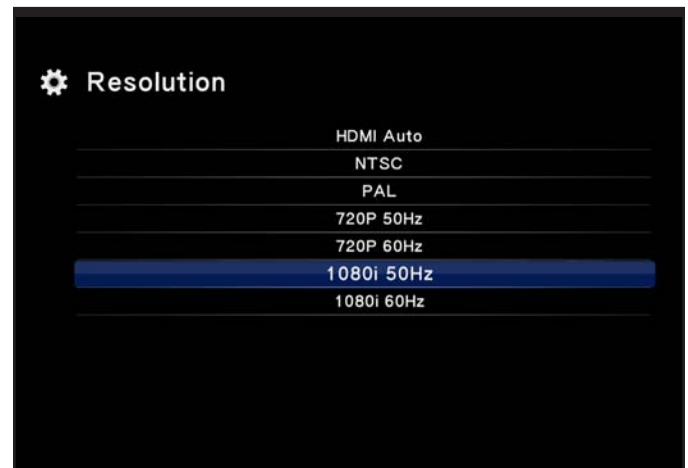 Resolution
HDMI Auto
NTSC
PAL
720P 50Hz
720P 60Hz
1080i 50Hz
1080i 60Hz